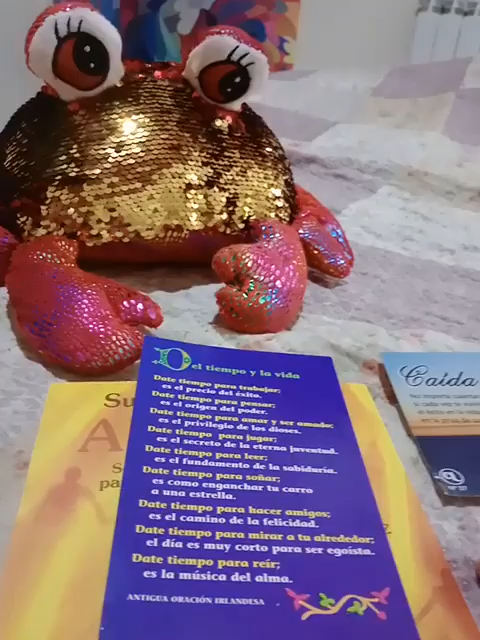 Del tiempo y la vida
Date tiempo para trabajar;
es el precio del éxito.
Date tiempo para pensar;
es el origen del poder.
Date tiempo para amar y ser amado;
es el privilegio de los dioses.
Date tiempo para jugar;
es el secreto de la eterna juventud.
Date tiempo para leer;
es el fundamento de la sabiduría.
Date tiempo para soñar;
es como enganchar tu carro
a una estrella.
Date tiempo para hacer amigos;
es el camino de la felicidad.
Date tiempo para mirar a tu alrededor;
el día es muy corto para ser egoísta.
Date tiempo para reír;
es la música del alma.
ANTIGUA ORACIÓN IRLANDESA
Su
A
S
par
Caída
No importa